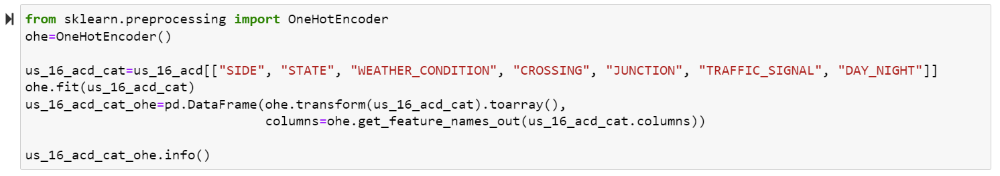 from sklearn.preprocessing import OneHotEncoder
ohe=OneHotEncoder()

us_16_acd_cat=us_16_acd[["SIDE", "STATE", "WEATHER_CONDITION", "CROSSING", "JUNCTION", "TRAFFIC_SIGNAL", "DAY_NIGHT"]]
ohe.fit(us_16_acd_cat)
us_16_acd_cat_ohe=pd.DataFrame(ohe.transform(us_16_acd_cat).toarray(),
                               columns=ohe.get_feature_names_out(us_16_acd_cat.columns))

us_16_acd_cat_ohe.info()